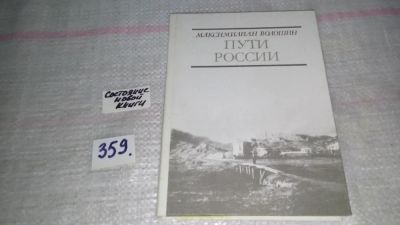 МАКСИМИЛИАН ВОЛОШИН
ПУТИ
РОССИИ
Состояние
новой
книги
359.